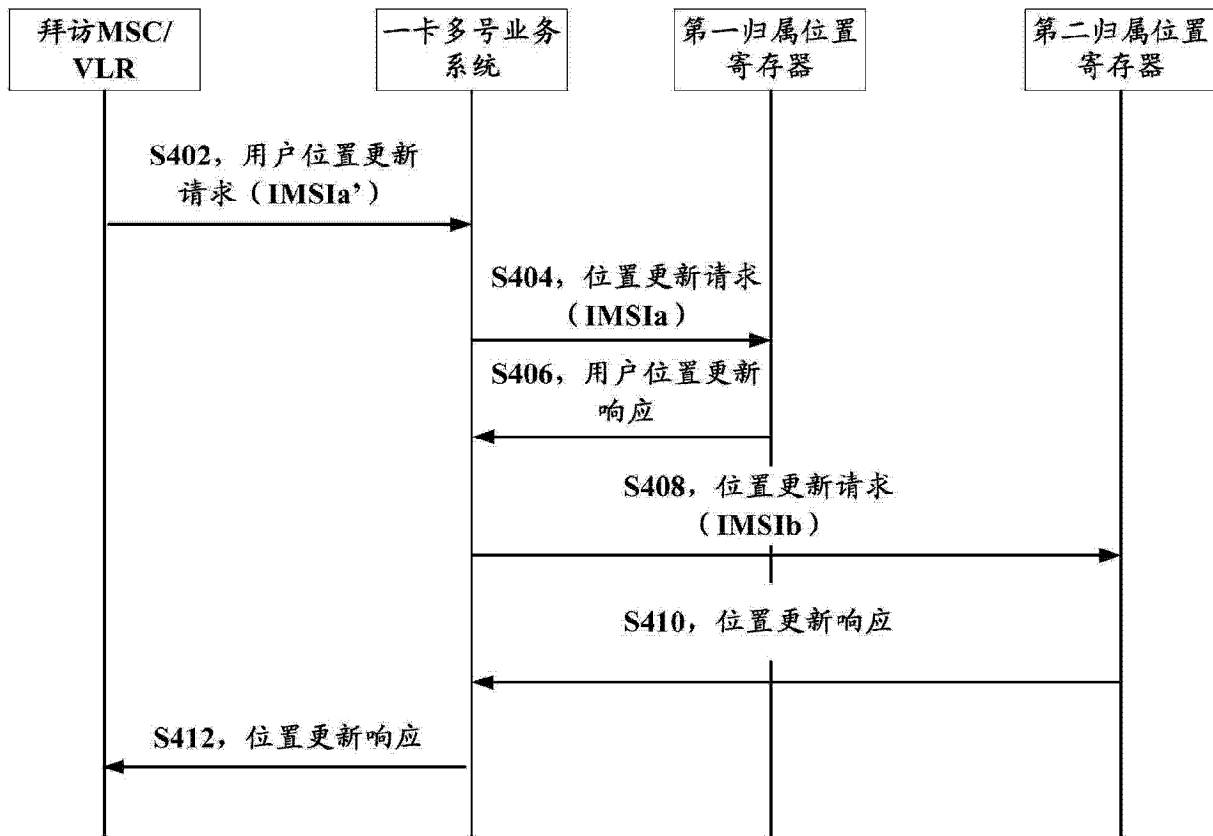 拜访MSC/
VLR
一卡多号业务
系统
第一归属位置
寄存器
第二归属位置
寄存器
S402，用户位置更新
请求（IMSIa’）
S404，位置更新请求
（IMSIa）
S406，用户位置更新
响应
S408，位置更新请求
（IMSIb）
S410，位置更新响应
S412，位置更新响应